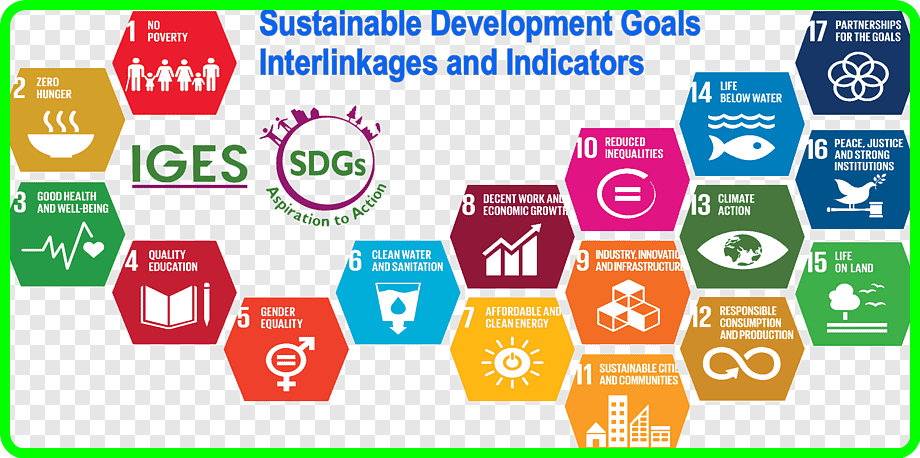 Sustainable Development Goals
Interlinkages and Indicators
IGES
SDGs
Aspiration to Action
1 NO
POVERTY
2 ZERO
HUNGER
3 GOOD HEALTH
AND WELL-BEING
4 QUALITY
EDUCATION
5 GENDER
EQUALITY
6 CLEAN WATER
AND SANITATION
7 AFFORDABLE AND
CLEAN ENERGY
8 DECENT WORK AND
ECONOMIC GROWTH
9 INDUSTRY, INNOVATI
AND INFRASTRUCTURE
10 REDUCED
INEQUALITIES
11 SUSTAINABLE CITIE
AND COMMUNITIES
12 RESPONSIBLE
CONSUMPTION
AND PRODUCTION
13 CLIMATE
ACTION
14 LIFE
BELOW WATER
15 LIFE
ON LAND
16 PEACE, JUSTICE
AND STRONG
INSTITUTIONS
17 PARTNERSHIPS
FOR THE GOALS